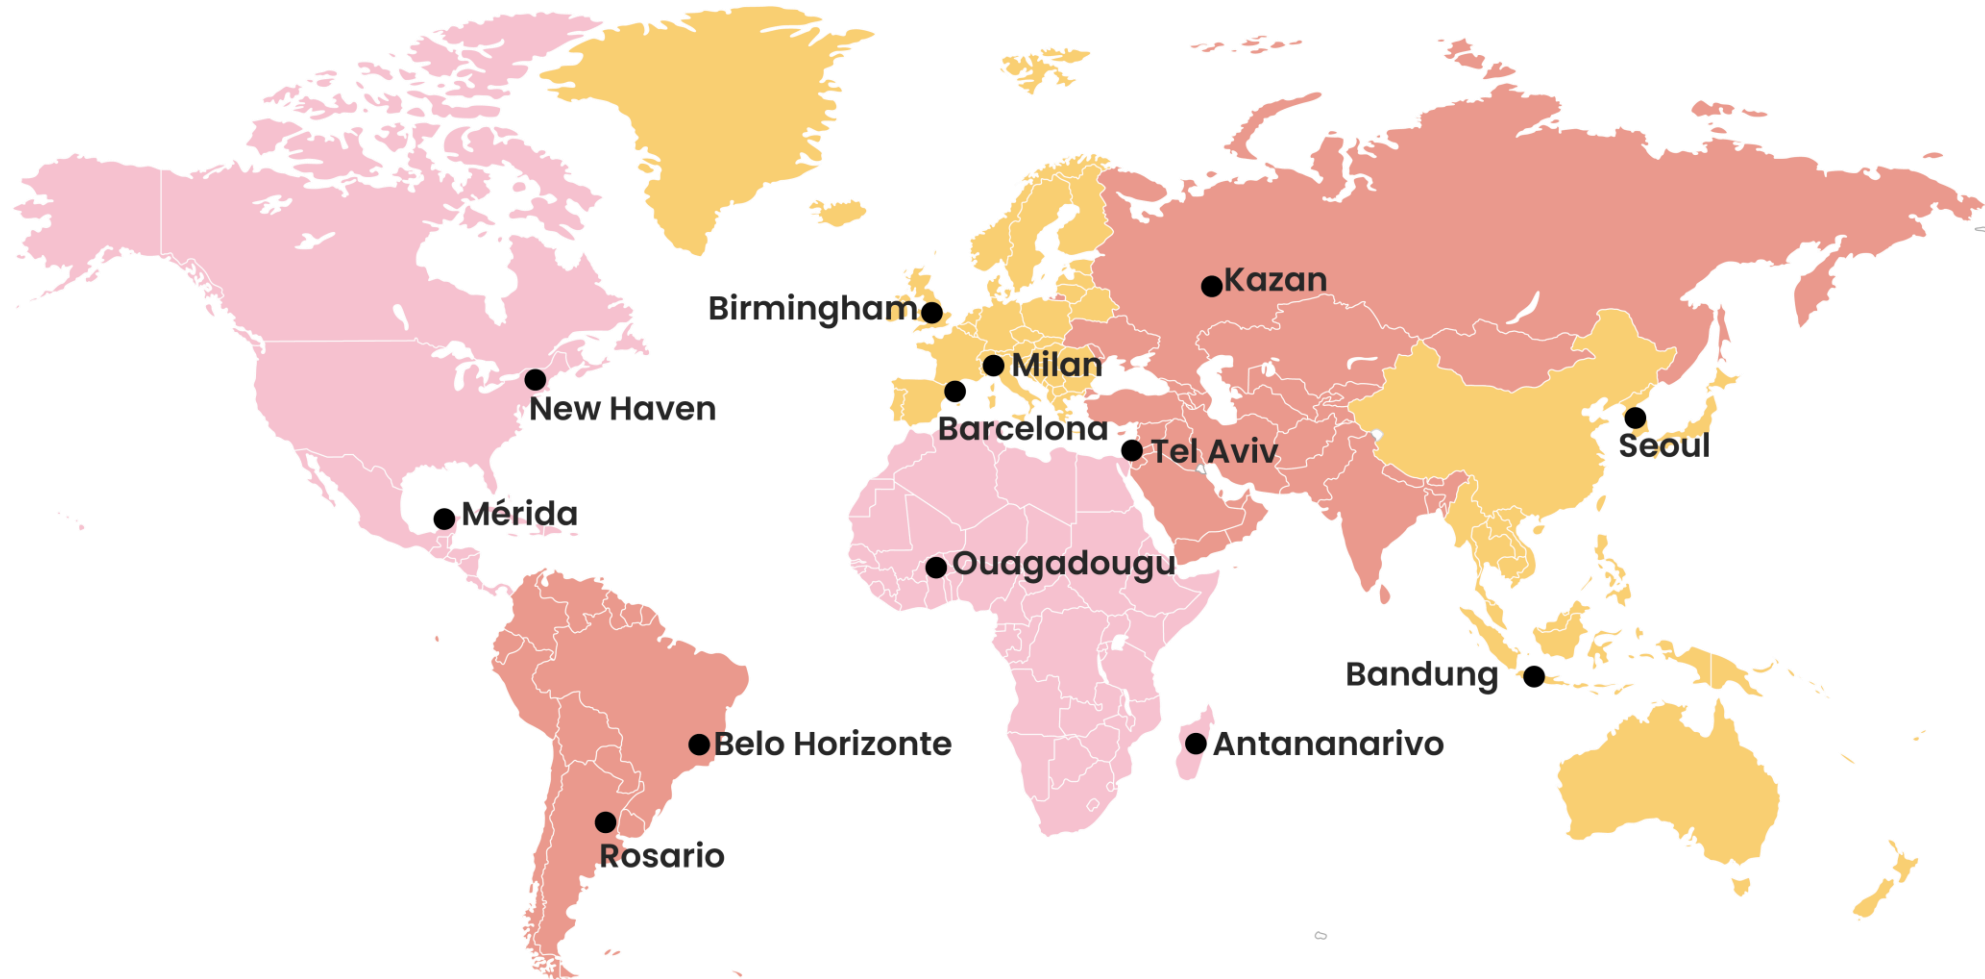 Kazan
Birmingham
Milan
New Haven
Barcelona
Tel Aviv
Seoul
Mérida
Ouagadougu
Bandung
Belo Horizonte
Antananarivo
Rosario